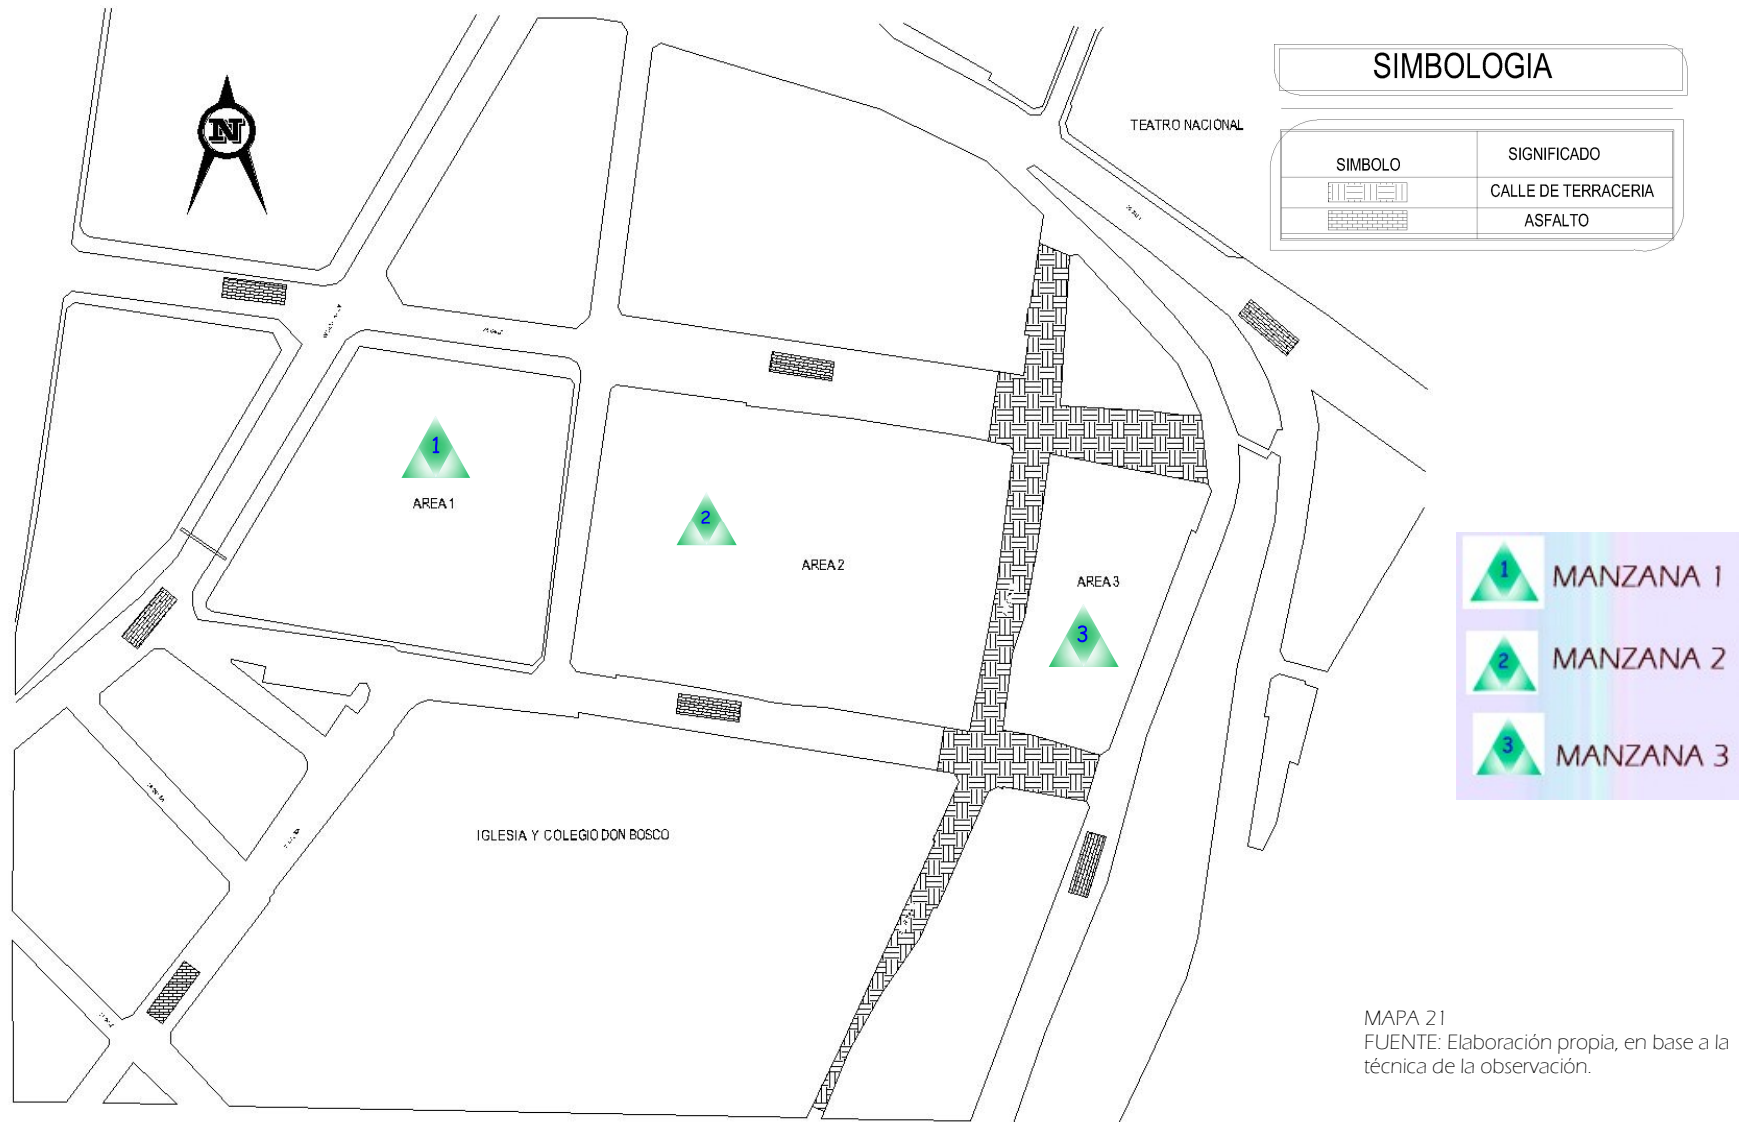 N
SIMBOLOGIA
TEATRO NACIONAL
SIMBOLO
SIGNIFICADO
CALLE DE TERRACERIA
ASFALTO
1
AREA 1
2
AREA 2
AREA 3
3
1 MANZANA 1
2 MANZANA 2
3 MANZANA 3
IGLESIA Y COLEGIO DON BOSCO
MAPA 21
FUENTE: Elaboración propia, en base a la
técnica de la observación.